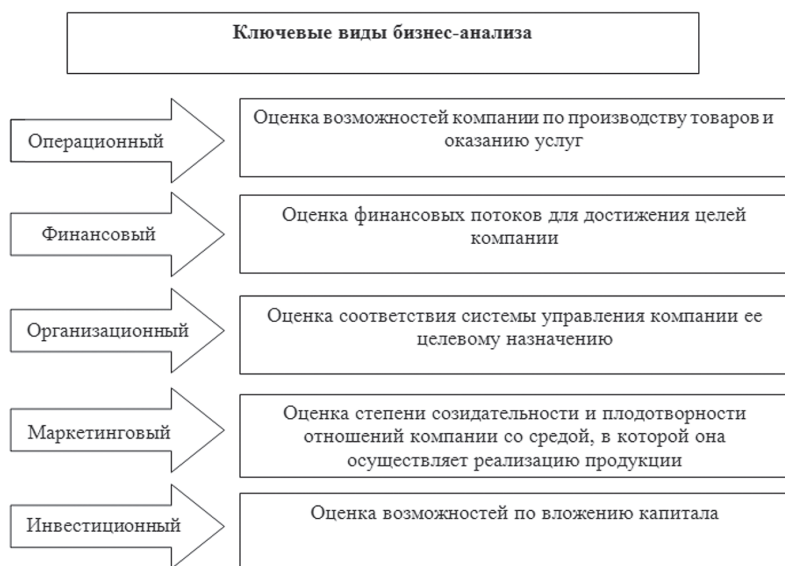 Ключевые виды бизнес-анализа
Операционный
Оценка возможностей компании по производству товаров и
оказанию услуг
Финансовый
Оценка финансовых потоков для достижения целей
компании
Организационный
Оценка соответствия системы управления компании ее
целевому назначению
Маркетинговый
Оценка степени созидательности и плодотворности
отношений компании со средой, в которой она
осуществляет реализацию продукции
Инвестиционный
Оценка возможностей по вложению капитала